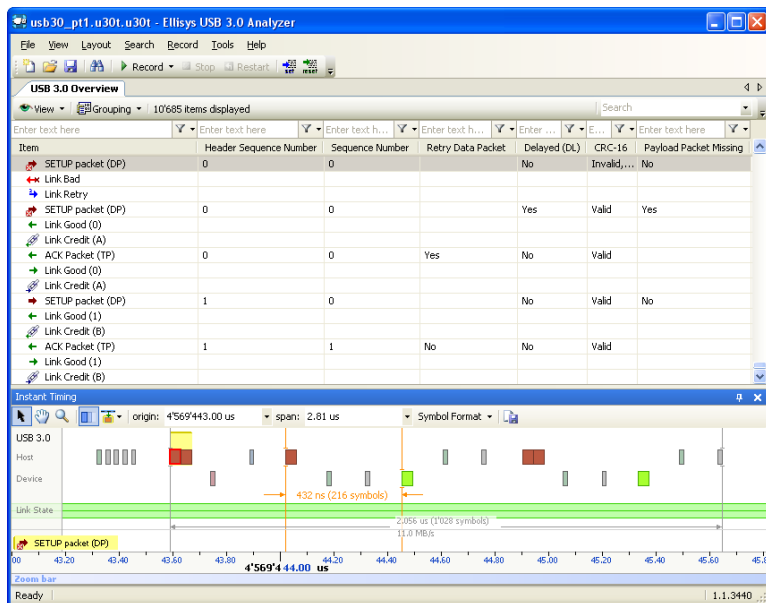 usb30_pt1.u30t.u30t - Ellisys USB 3.0 Analyzer
File View Layout Search Record Tools Help
Record Stop Restart set reset
USB 3.0 Overview
View Grouping 10'685 items displayed Search
Enter text here Enter text here Enter text h... Enter text h... Enter ... E... Enter text here
Item Header Sequence Number Sequence Number Retry Data Packet Delayed (DL) CRC-16 Payload Packet Missing
SETUP packet (DP) 0 0 No Invalid,... No
Link Bad
Link Retry
SETUP packet (DP) 0 0 Yes Valid Yes
Link Good (0)
Link Credit (A)
ACK Packet (TP) 0 0 Yes No Valid
Link Good (0)
Link Credit (A)
SETUP packet (DP) 1 0 No Valid No
Link Good (1)
Link Credit (B)
ACK Packet (TP) 1 1 No No Valid
Link Good (1)
Link Credit (B)
Instant Timing
origin: 4'569'443.00 us span: 2.81 us Symbol Format
USB 3.0
Host
Device
432 ns (216 symbols)
Link State
2.056 us (1'028 symbols)
11.0 MB/s
SETUP packet (DP)
00 43.20 43.40 43.60 43.80 4'569'444.00 us 44.20 44.40 44.60 44.80 45.00 45.20 45.40 45.60 45.8
Zoom bar
Ready 1.1.3440